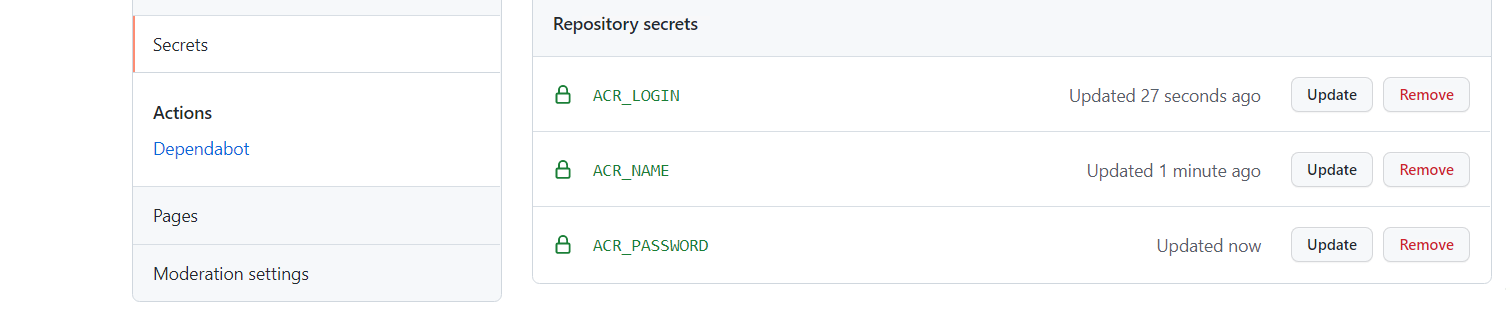 Secrets
Actions
Dependabot
Pages
Moderation settings
Repository secrets
ACR_LOGIN Updated 27 seconds ago Update Remove
ACR_NAME Updated 1 minute ago Update Remove
ACR_PASSWORD Updated now Update Remove